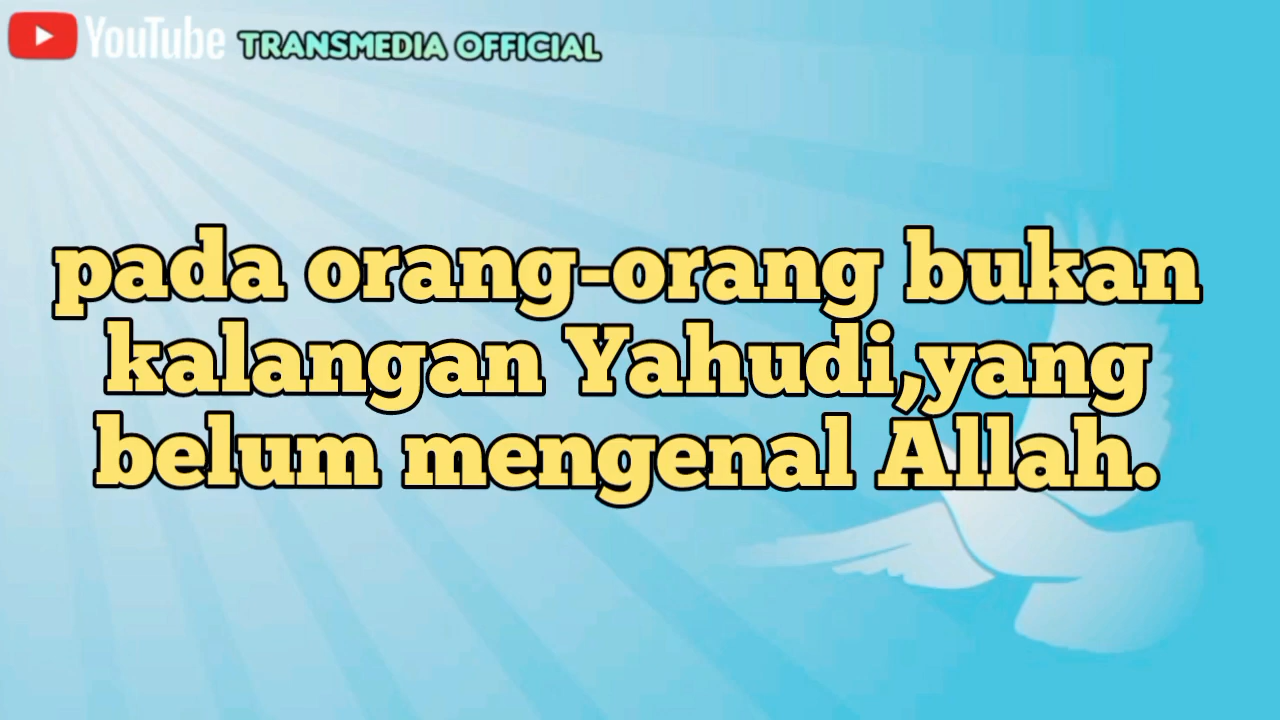 YouTube TRANSMEDIA OFFICIAL
pada orang-orang bukan
kalangan Yahudi,yang
belum mengenal Allah.